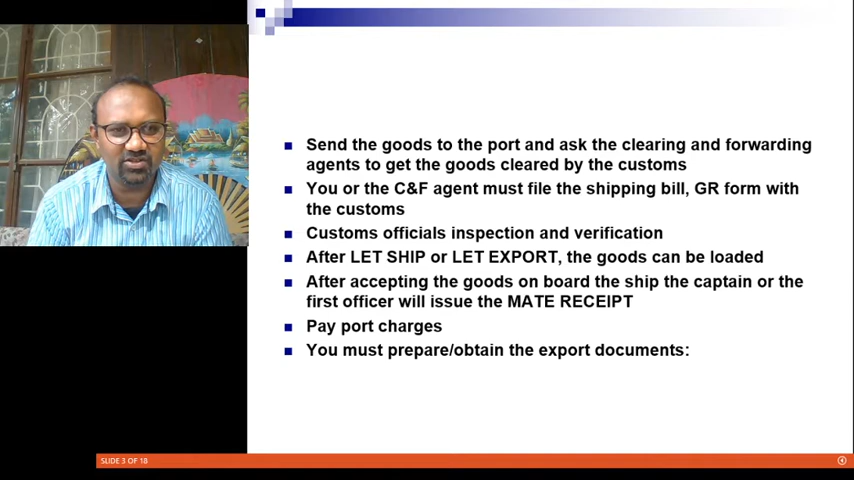 Send the goods to the port and ask the clearing and forwarding
agents to get the goods cleared by the customs
You or the C&F agent must file the shipping bill, GR form with
the customs
Customs officials inspection and verification
After LET SHIP or LET EXPORT, the goods can be loaded
After accepting the goods on board the ship the captain or the
first officer will issue the MATE RECEIPT
Pay port charges
You must prepare/obtain the export documents:
SLIDE 3 OF 18